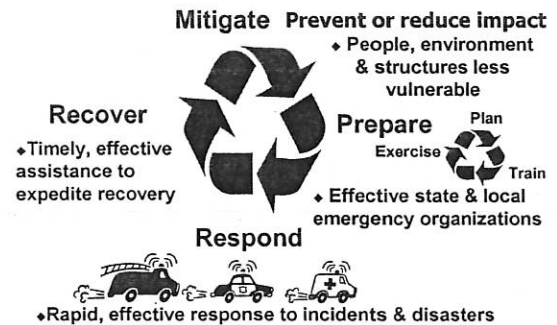 Mitigate Prevent or reduce impact
◆ People, environment
& structures less
vulnerable
Recover
◆Timely, effective
assistance to
expedite recovery
Prepare
Plan
Exercise
Train
◆ Effective state & local
emergency organizations
Respond
◆Rapid, effective response to incidents & disasters